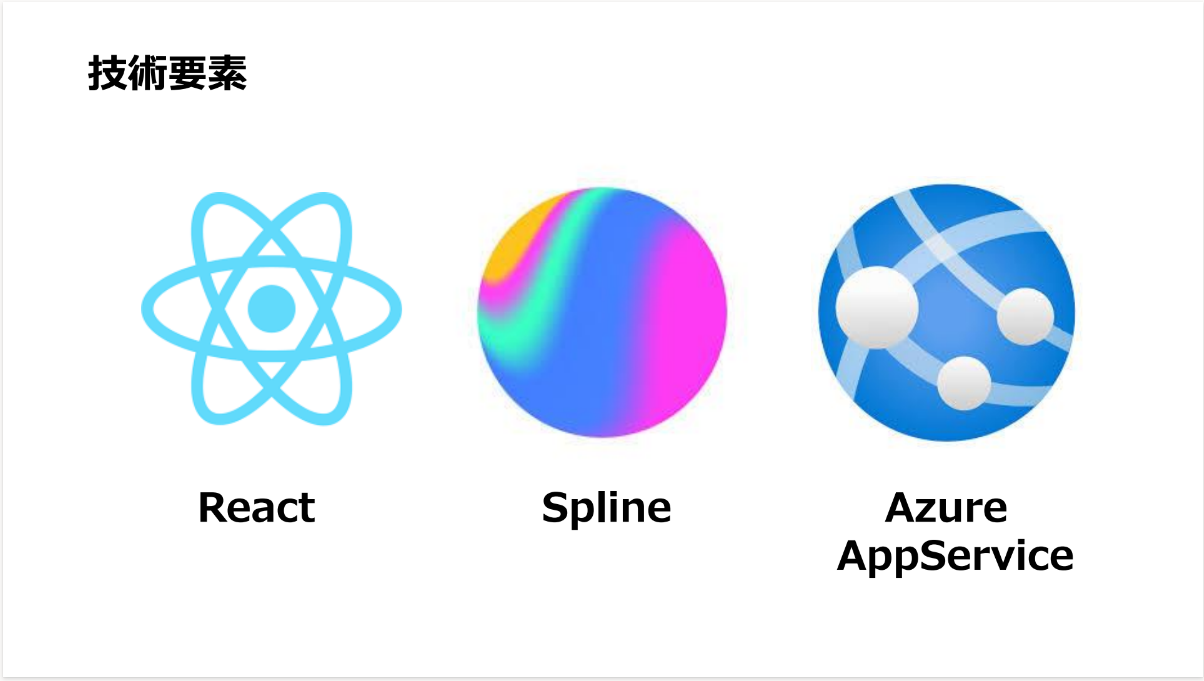 技術要素
React
Spline
Azure
AppService